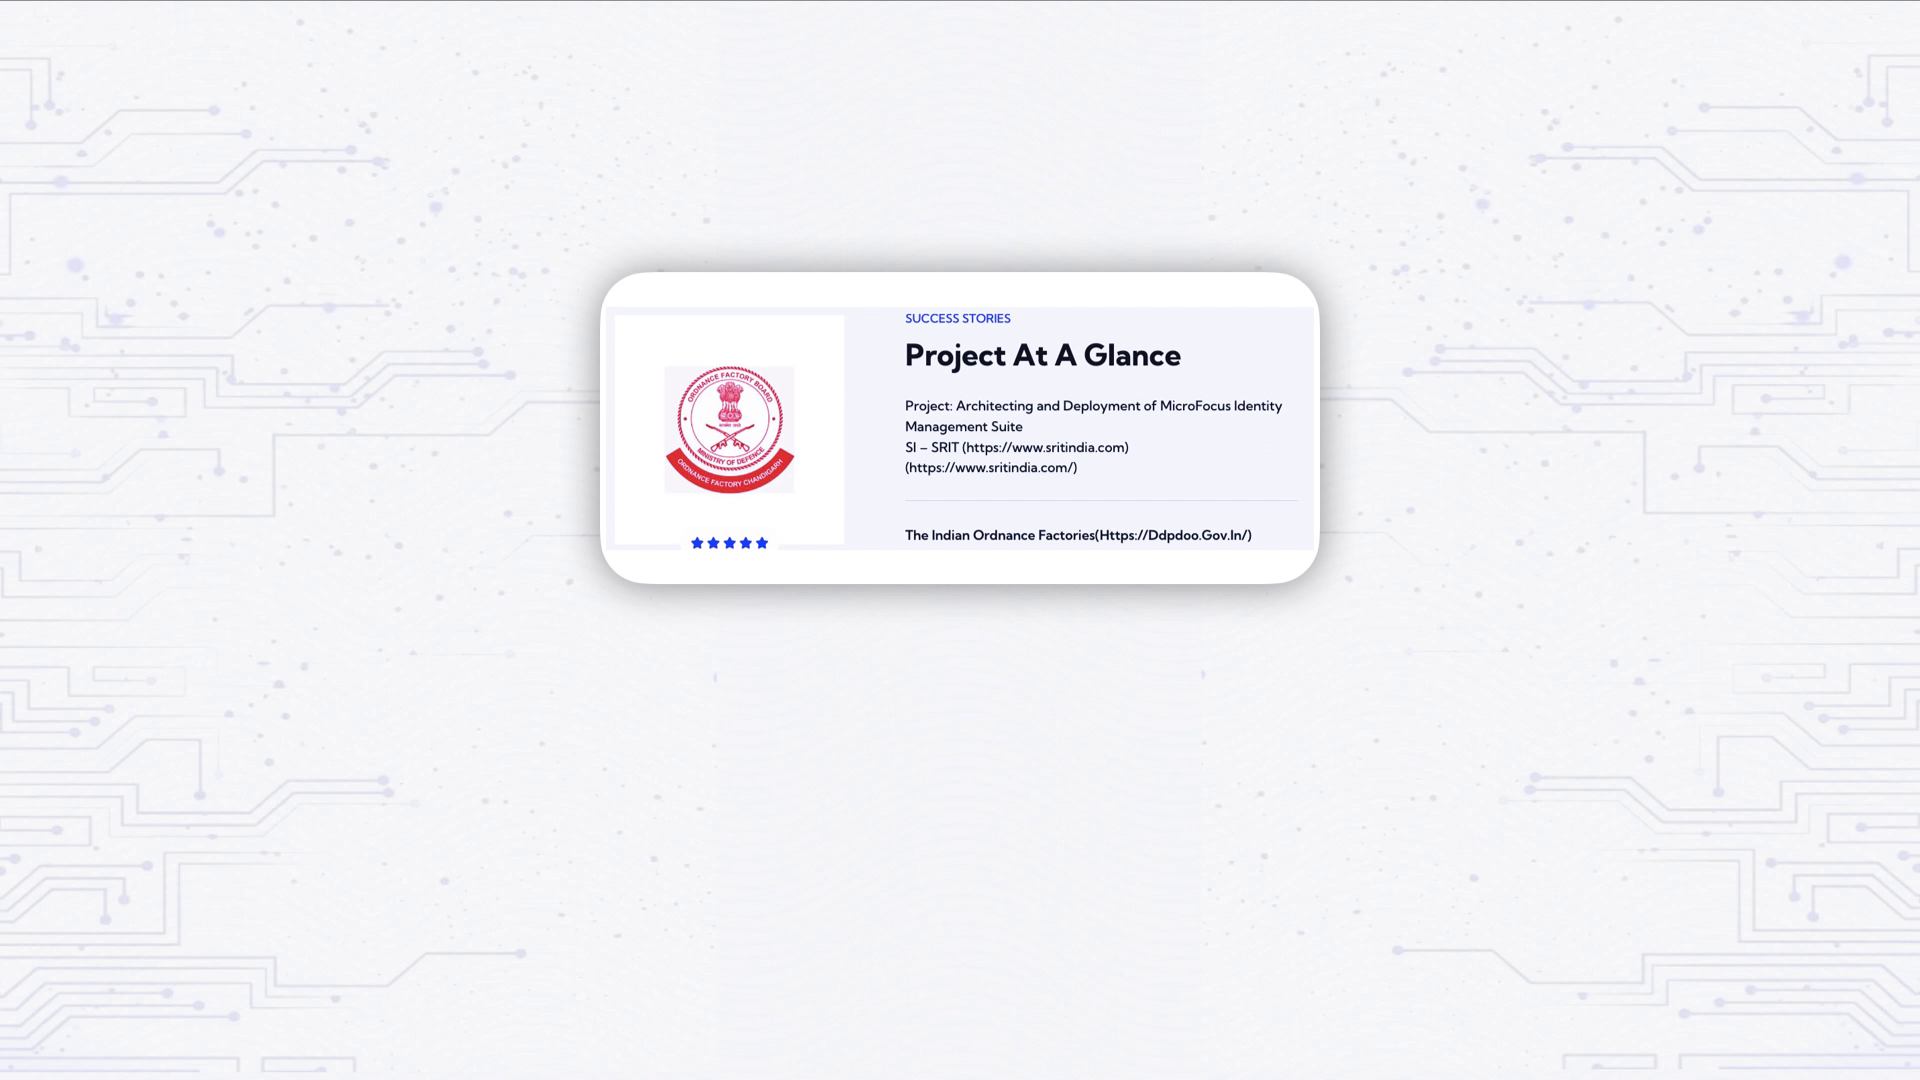 ORDNANCE FACTORY BOARD
MINISTRY OF DEFENCE
ORDNANCE FACTORY CHANDIGARH
SUCCESS STORIES
Project At A Glance
Project: Architecting and Deployment of MicroFocus Identity
Management Suite
SI – SRIT (https://www.sritindia.com)
(https://www.sritindia.com/)
The Indian Ordnance Factories(Https://Ddpdoo.Gov.In/)